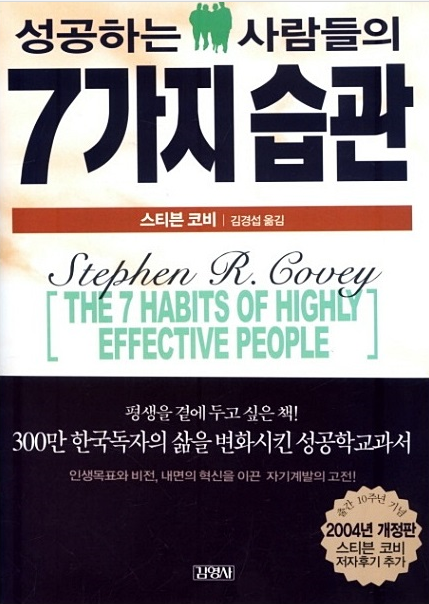 성공하는 사람들의
7가지 습관
스티븐 코비 | 김경섭 옮김
Stephen R. Covey
[THE 7 HABITS OF HIGHLY
EFFECTIVE PEOPLE]
평생을 곁에 두고 싶은 책!
300만 한국독자의 삶을 변화시킨 성공학교과서
인생목표와 비전, 내면의 혁신을 이끈 자기계발의 고전!
출간 10주년 기념
2004년 개정판
스티븐 코비
저자후기 추가
김영사